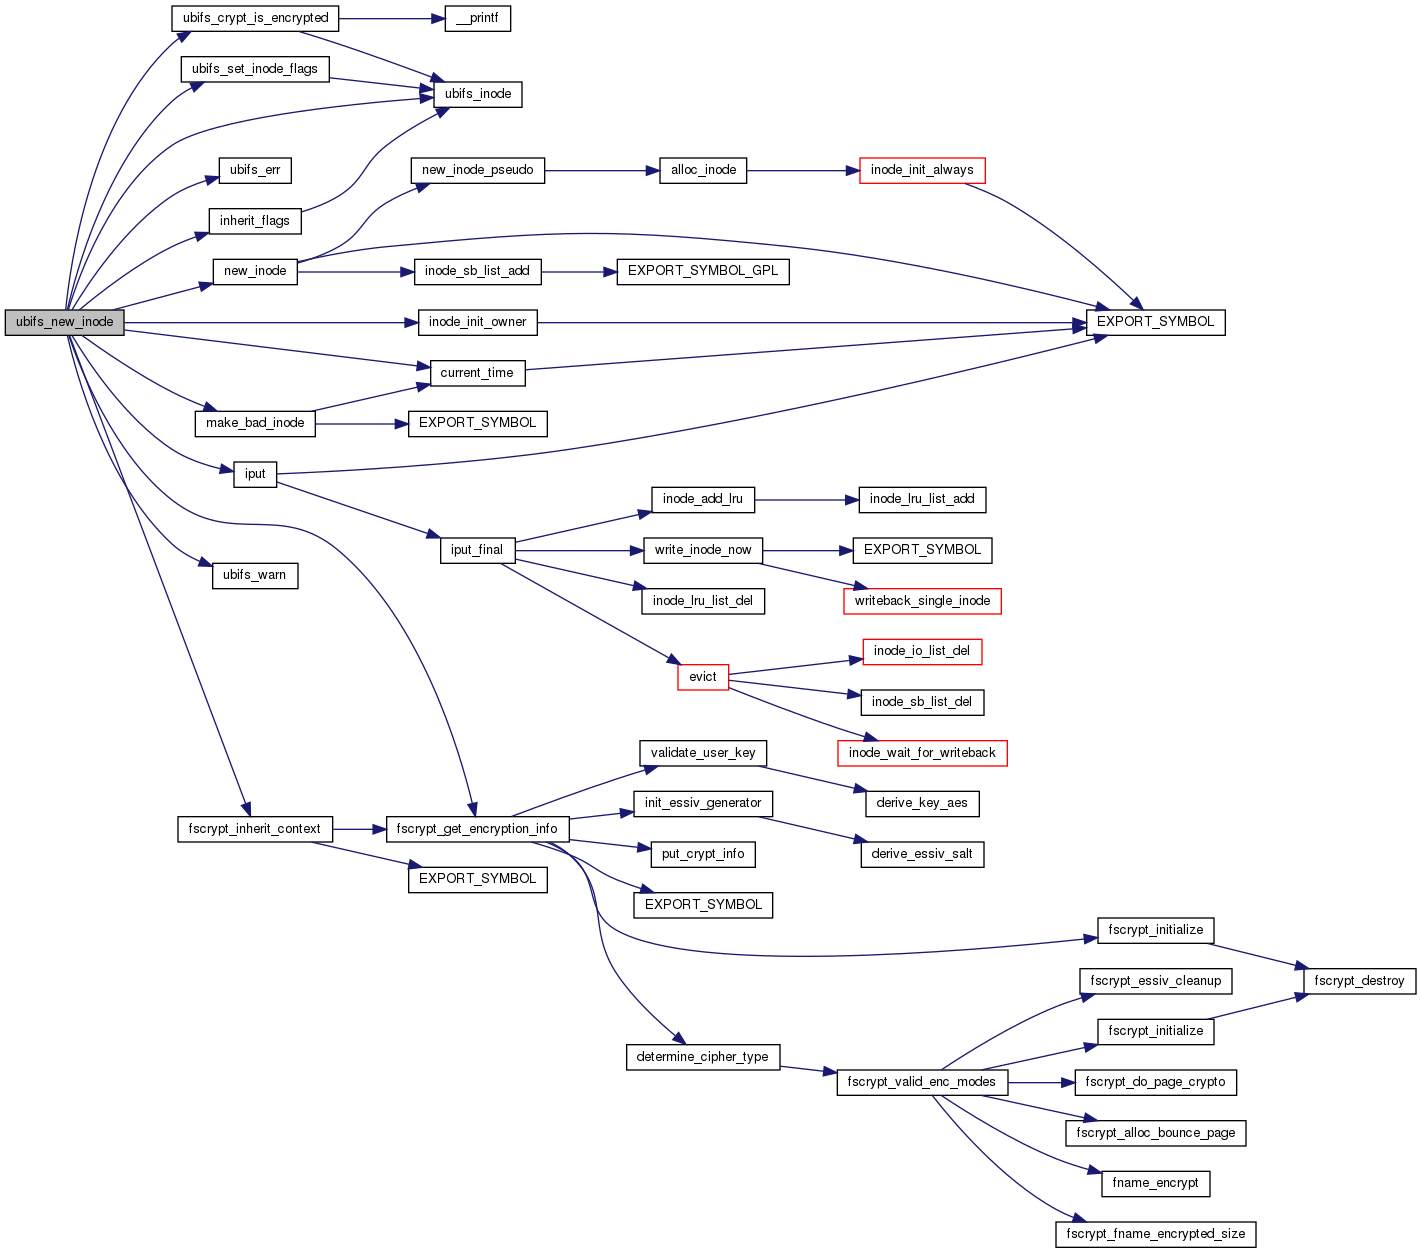 ubifs_crypt_is_encrypted
__printf
ubifs_set_inode_flags
ubifs_inode
ubifs_err
new_inode_pseudo
alloc_inode
inode_init_always
inherit_flags
new_inode
inode_sb_list_add
EXPORT_SYMBOL_GPL
ubifs_new_inode
inode_init_owner
EXPORT_SYMBOL
current_time
make_bad_inode
EXPORT_SYMBOL
iput
inode_add_lru
inode_lru_list_add
iput_final
write_inode_now
EXPORT_SYMBOL
ubifs_warn
inode_lru_list_del
writeback_single_inode
inode_io_list_del
evict
inode_sb_list_del
validate_user_key
inode_wait_for_writeback
init_essiv_generator
derive_key_aes
fscrypt_inherit_context
fscrypt_get_encryption_info
put_crypt_info
derive_essiv_salt
EXPORT_SYMBOL
EXPORT_SYMBOL
fscrypt_initialize
fscrypt_essiv_cleanup
fscrypt_destroy
fscrypt_initialize
determine_cipher_type
fscrypt_valid_enc_modes
fscrypt_do_page_crypto
fscrypt_alloc_bounce_page
fname_encrypt
fscrypt_fname_encrypted_size